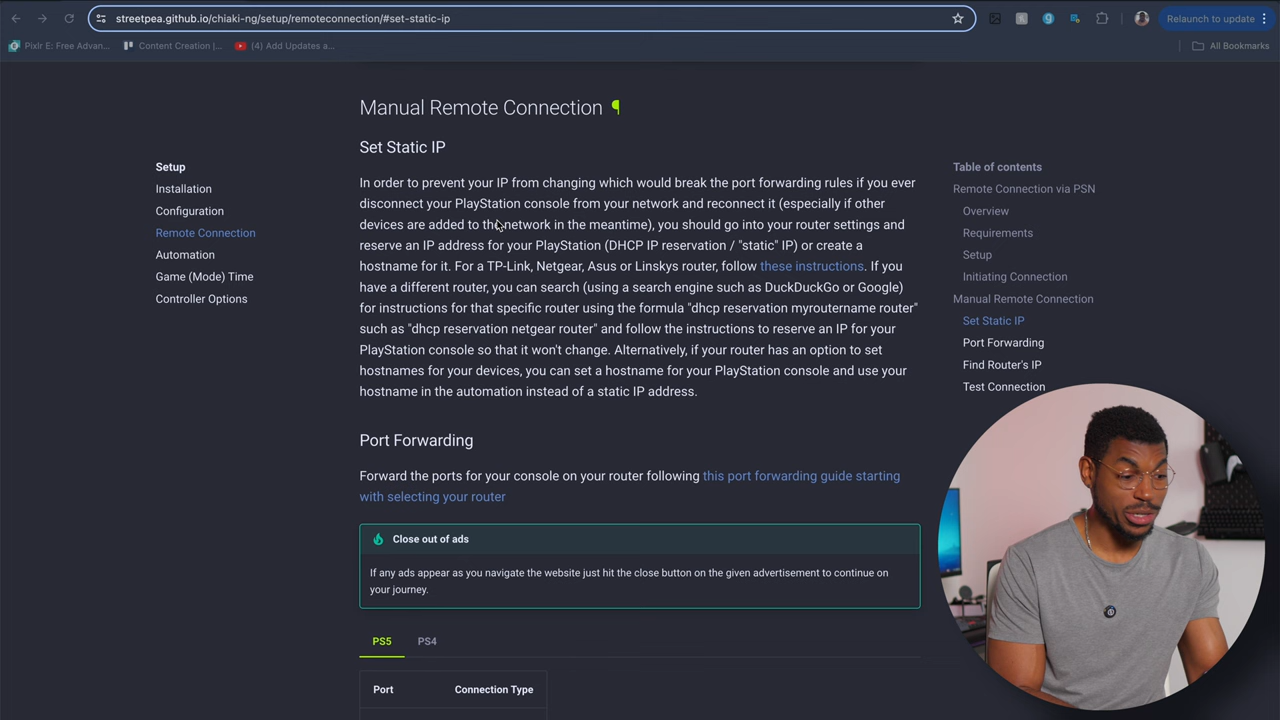 streetpea.github.io/chiaki-ng/setup/remoteconnection/#set-static-ip
Relaunch to update
Pixlr E: Free Advan...
Content Creation |...
(4) Add Updates a...
All Bookmarks
Setup
Installation
Configuration
Remote Connection
Automation
Game (Mode) Time
Controller Options
Manual Remote Connection ¶
Set Static IP
In order to prevent your IP from changing which would break the port forwarding rules if you ever
disconnect your PlayStation console from your network and reconnect it (especially if other
devices are added to the network in the meantime), you should go into your router settings and
reserve an IP address for your PlayStation (DHCP IP reservation / "static" IP) or create a
hostname for it. For a TP-Link, Netgear, Asus or Linskys router, follow these instructions. If you
have a different router, you can search (using a search engine such as DuckDuckGo or Google)
for instructions for that specific router using the formula "dhcp reservation myroutername router"
such as "dhcp reservation netgear router" and follow the instructions to reserve an IP for your
PlayStation console so that it won't change. Alternatively, if your router has an option to set
hostnames for your devices, you can set a hostname for your PlayStation console and use your
hostname in the automation instead of a static IP address.
Port Forwarding
Forward the ports for your console on your router following this port forwarding guide starting
with selecting your router
Close out of ads
If any ads appear as you navigate the website just hit the close button on the given advertisement to continue on
your journey.
PS5 PS4
Port Connection Type
Table of contents
Remote Connection via PSN
Overview
Requirements
Setup
Initiating Connection
Manual Remote Connection
Set Static IP
Port Forwarding
Find Router's IP
Test Connection